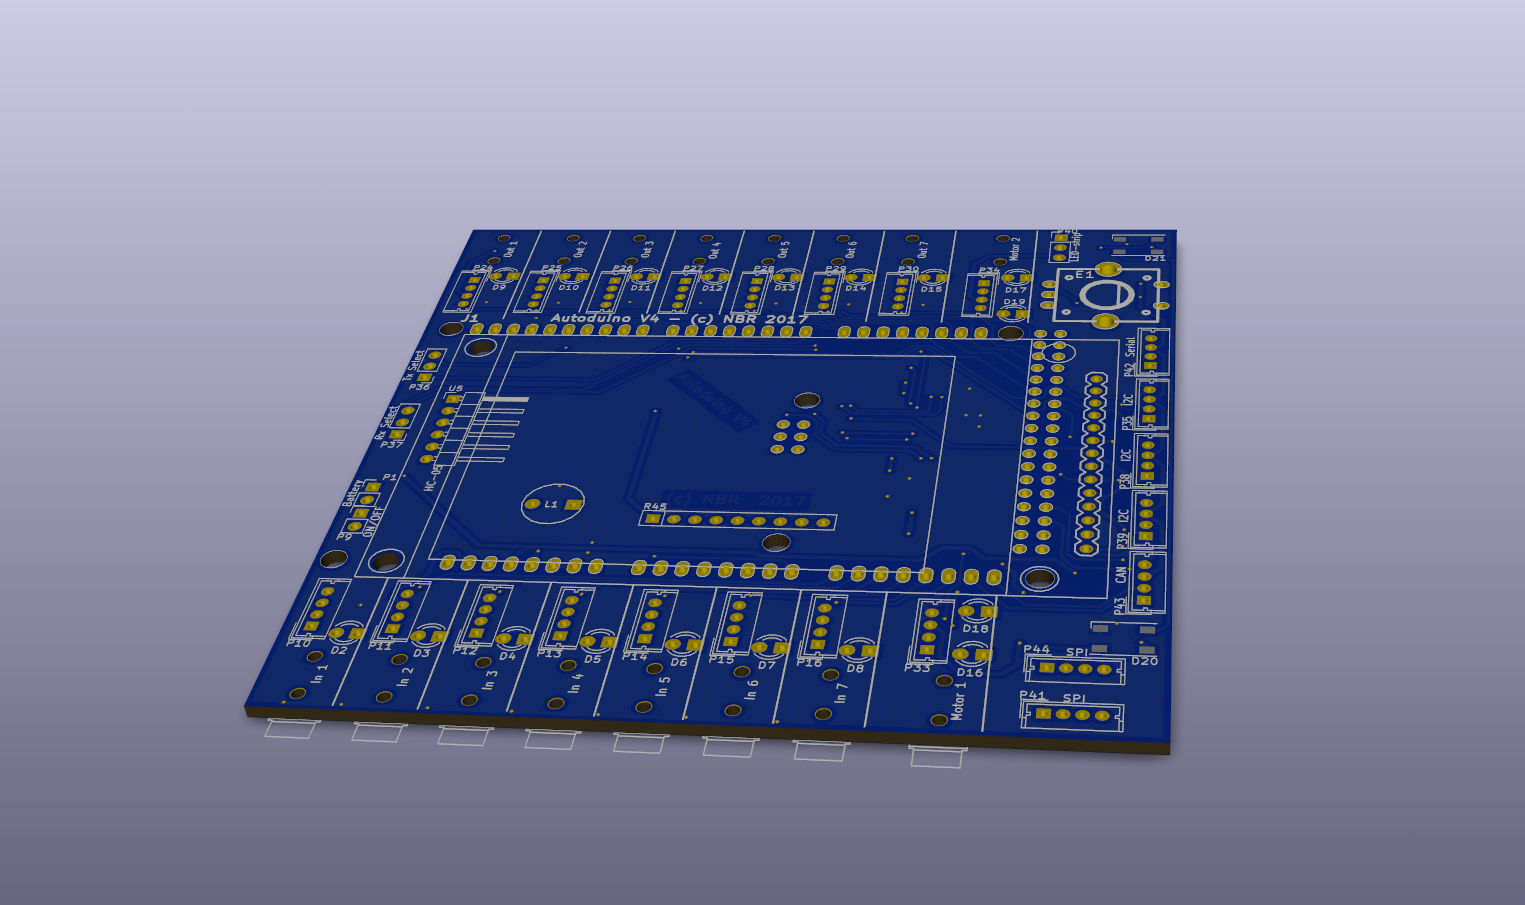 Out 1
Out 2
Out 3
Out 4
Out 5
Out 6
Out 7
Motor 2
LED-strip
D21
E1
D9
D10
D11
D12
D13
D14
D15
D17
D19
J1
Autoduino V4 - (c) NBR 2017
Serial
P42
Tx Select
P36
U5
Autoduino V4
I2C
P35
Rx Select
P37
HC-05
I2C
P38
P1
Battery
L1
(c) NBR 2017
R45
I2C
P39
ON/OFF
P9
CAN
P43
P10
D2
P11
D3
P12
D4
P13
D5
P14
D6
P15
D7
P16
D8
P33
D18
D16
P44
SPI
D20
In 1
In 2
In 3
In 4
In 5
In 6
In 7
Motor 1
P41
SPI